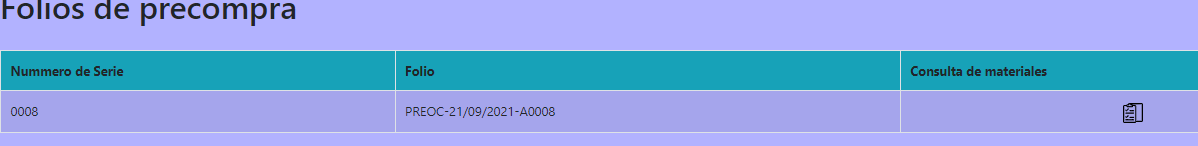 Folios de precompra
Nummero de Serie Folio Consulta de materiales
0008 PREOC-21/09/2021-A0008